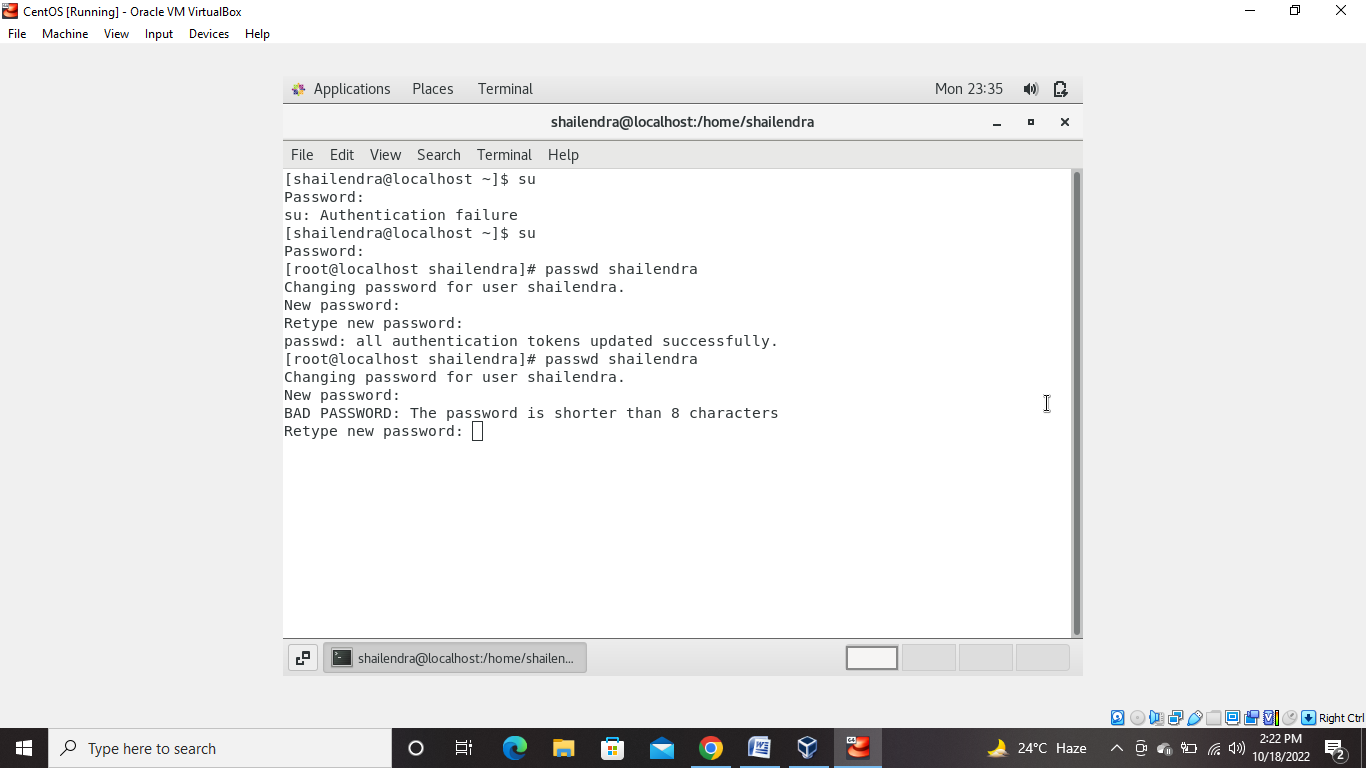 CentOS [Running] - Oracle VM VirtualBox
File Machine View Input Devices Help
Applications Places Terminal Mon 23:35
shailendra@localhost:/home/shailendra
File Edit View Search Terminal Help
[shailendra@localhost ~]$ su
Password:
su: Authentication failure
[shailendra@localhost ~]$ su
Password:
[root@localhost shailendra]# passwd shailendra
Changing password for user shailendra.
New password:
Retype new password:
passwd: all authentication tokens updated successfully.
[root@localhost shailendra]# passwd shailendra
Changing password for user shailendra.
New password:
BAD PASSWORD: The password is shorter than 8 characters
Retype new password:
shailendra@localhost:/home/shailen...
Right Ctrl
Type here to search
24°C Haze
2:22 PM
10/18/2022
2